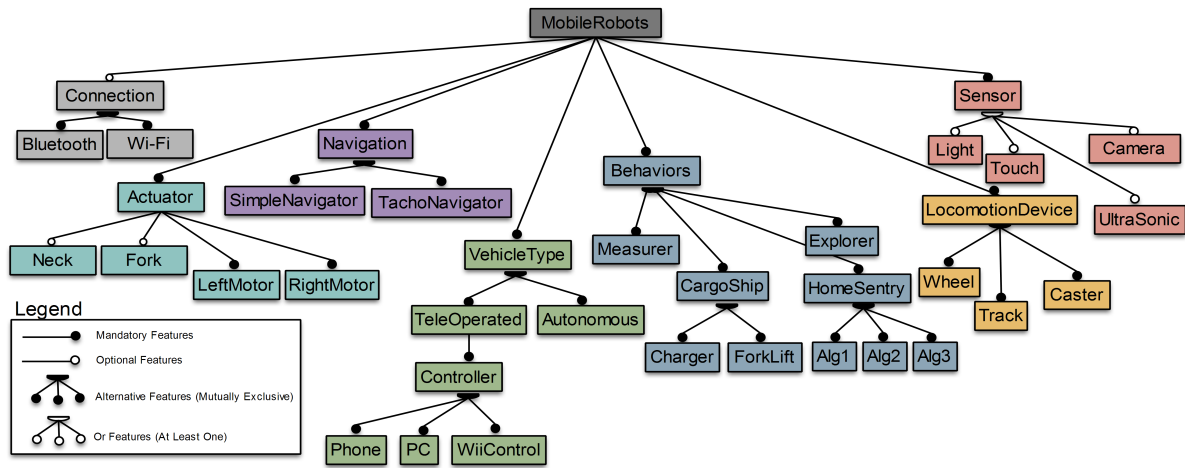 MobileRobots
Connection
Sensor
Bluetooth
Wi-Fi
Navigation
Light
Touch
Camera
Behaviors
Actuator
SimpleNavigator
TachoNavigator
LocomotionDevice
UltraSonic
Neck
Fork
VehicleType
Measurer
Explorer
LeftMotor
RightMotor
CargoShip
HomeSentry
Wheel
Caster
Track
Legend
Mandatory Features
Optional Features
Alternative Features (Mutually Exclusive)
Or Features (At Least One)
TeleOperated
Autonomous
Charger
ForkLift
Alg1
Alg2
Alg3
Controller
Phone
PC
WiiControl